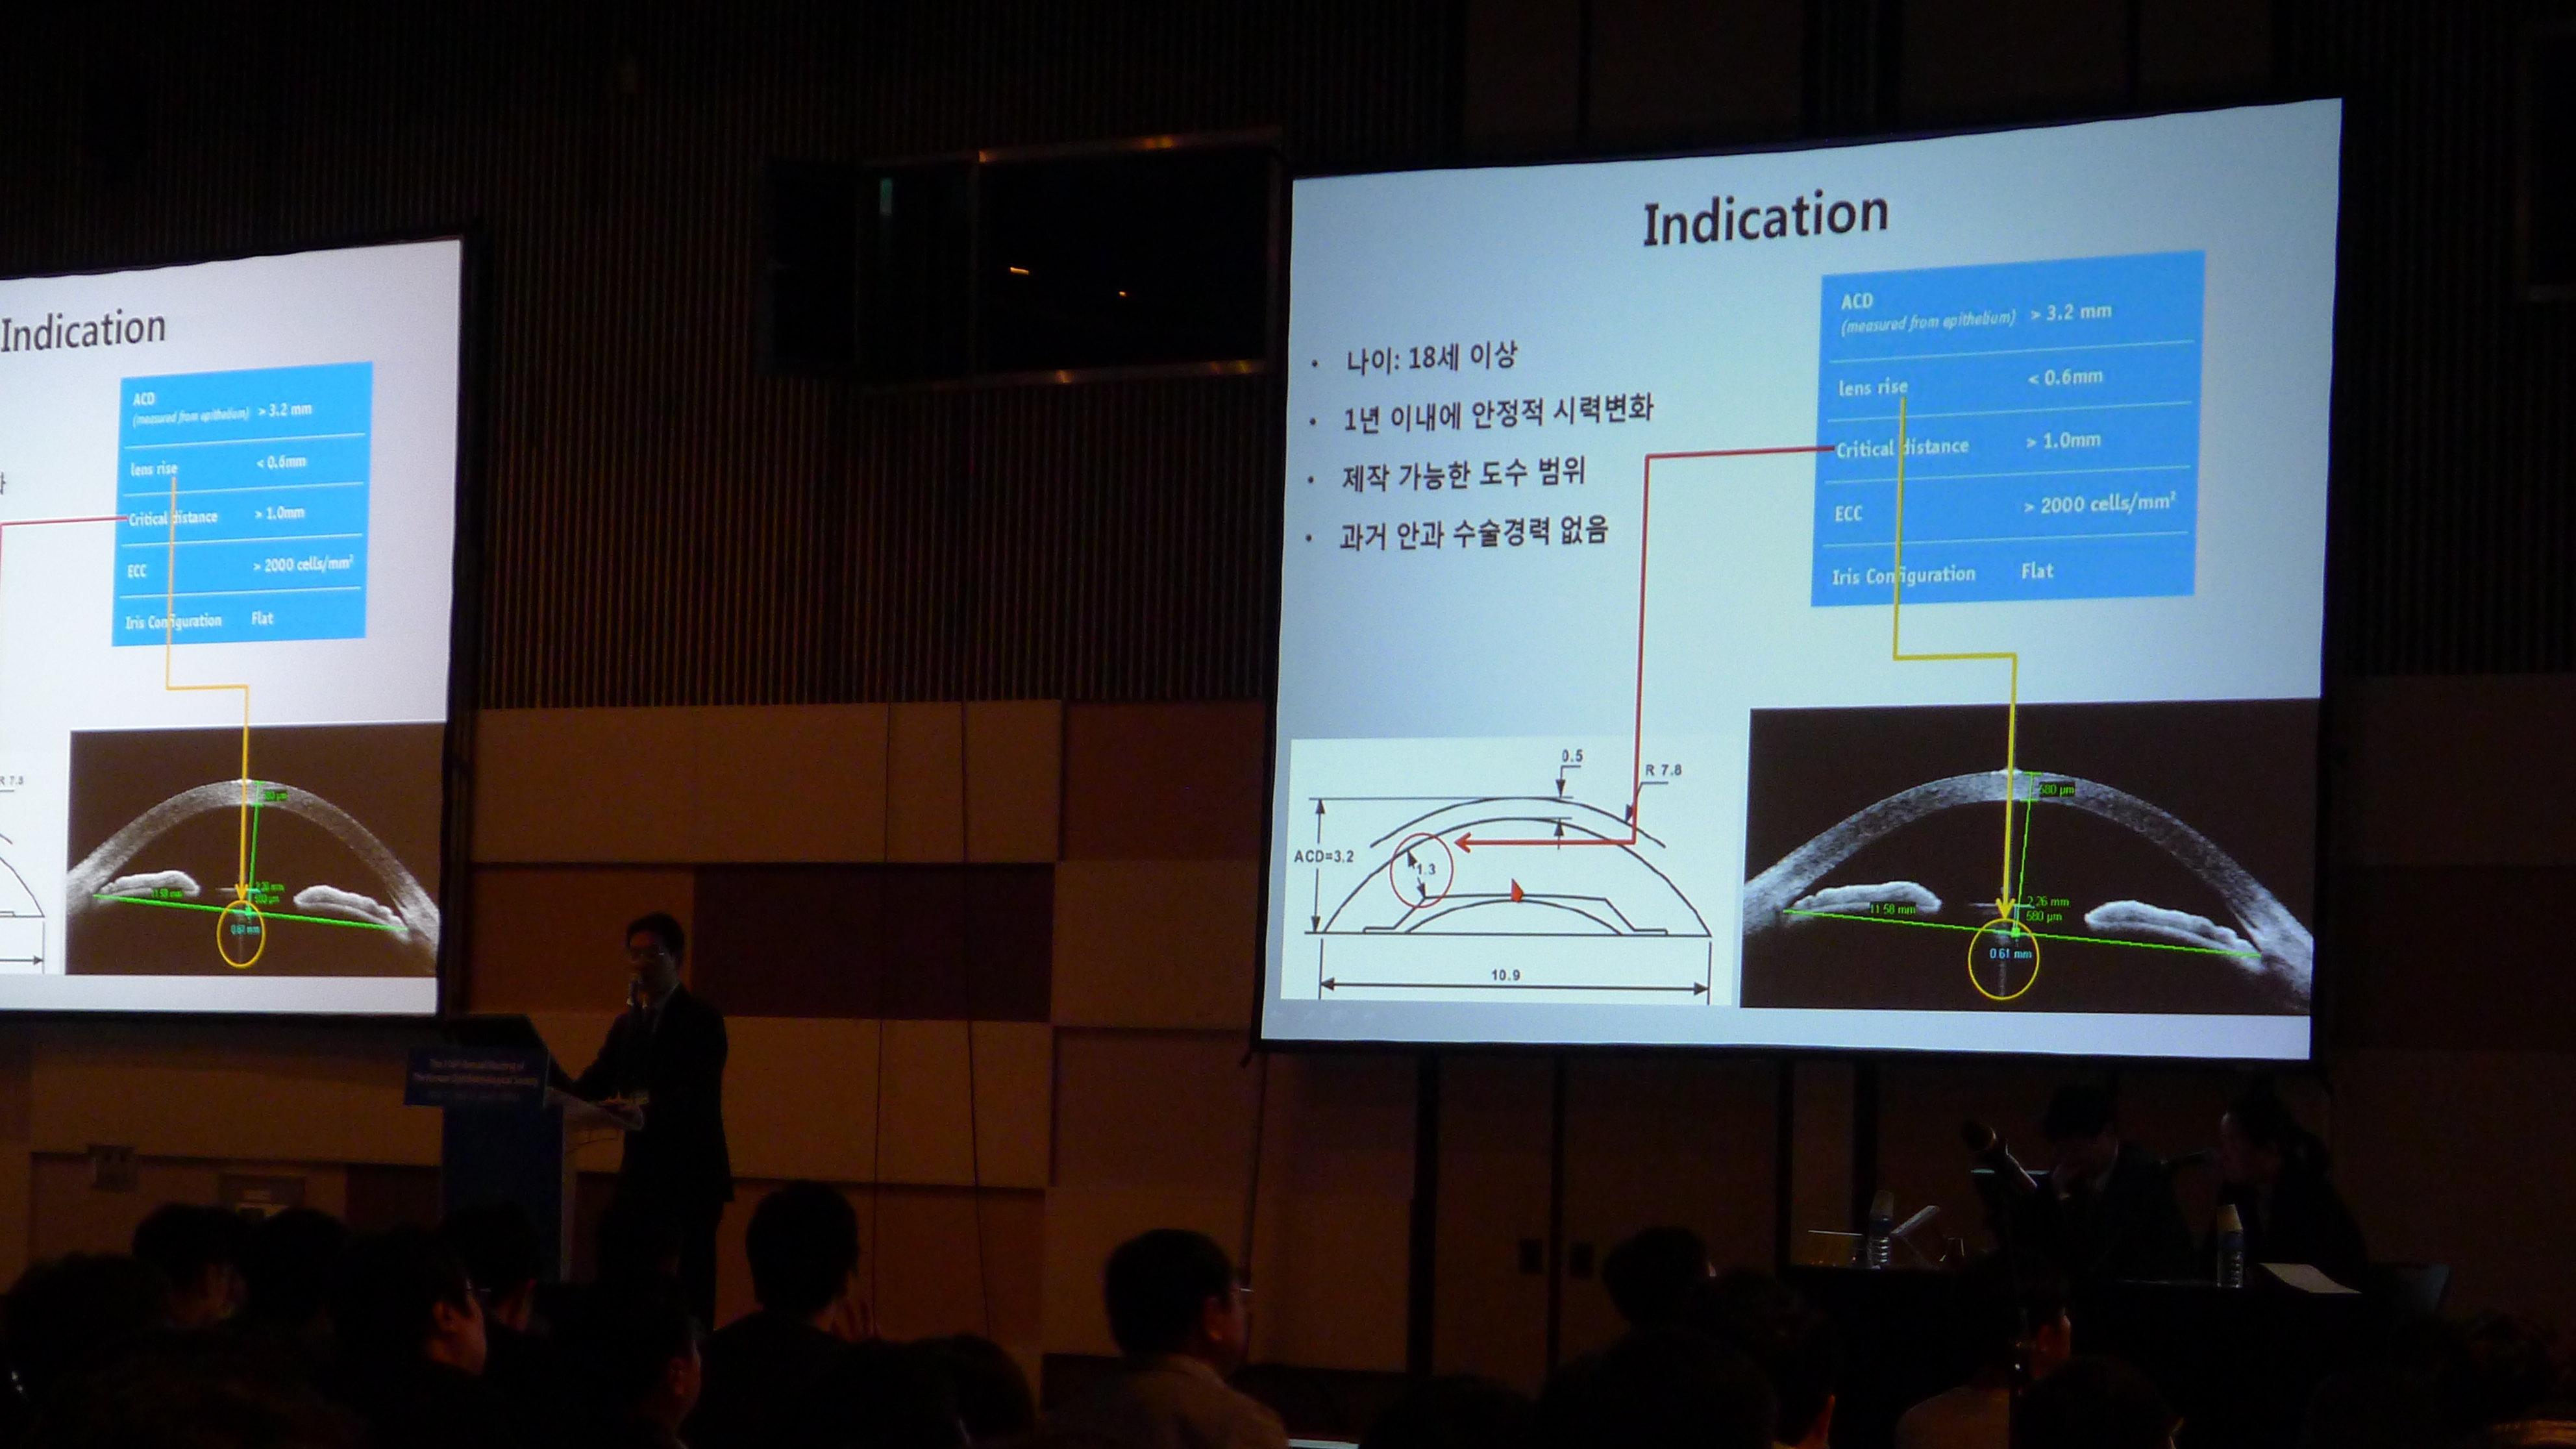 Indication
ACD
(measured from epithelium) > 3.2 mm
lens rise < 0.6mm
Critical distance > 1.0mm
ECC > 2000 cells/mm²
Iris Configuration Flat
R 7.8
580 µm
11.58 mm
2.26 mm
580 µm
0.61 mm
The Korean Ophthalmological Society
Indication
• 나이: 18세 이상
• 1년 이내에 안정적 시력변화
• 제작 가능한 도수 범위
• 과거 안과 수술경력 없음
ACD
(measured from epithelium) > 3.2 mm
lens rise < 0.6mm
Critical distance > 1.0mm
ECC > 2000 cells/mm²
Iris Configuration Flat
0.5
R 7.8
ACD=3.2
1.3
10.9
580 µm
11.58 mm
2.26 mm
580 µm
0.61 mm